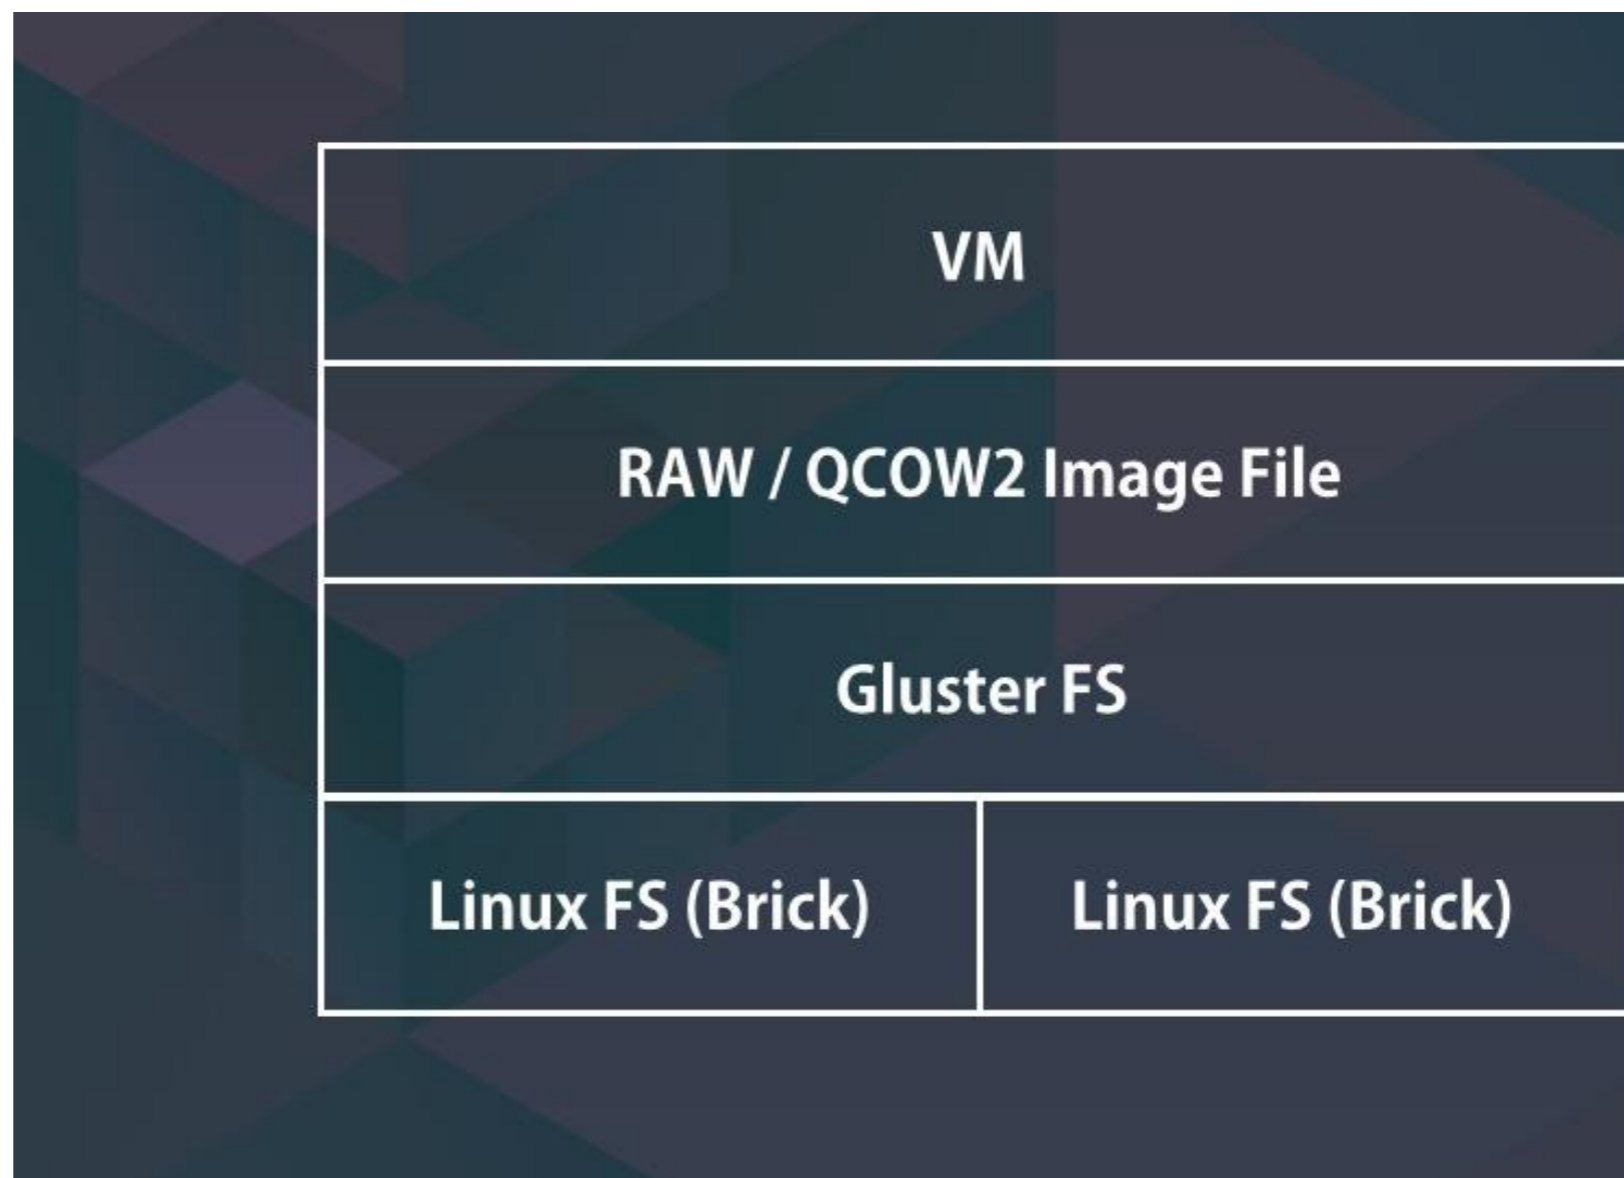 VM
RAW / QCOW2 Image File
Gluster FS
Linux FS (Brick)
Linux FS (Brick)